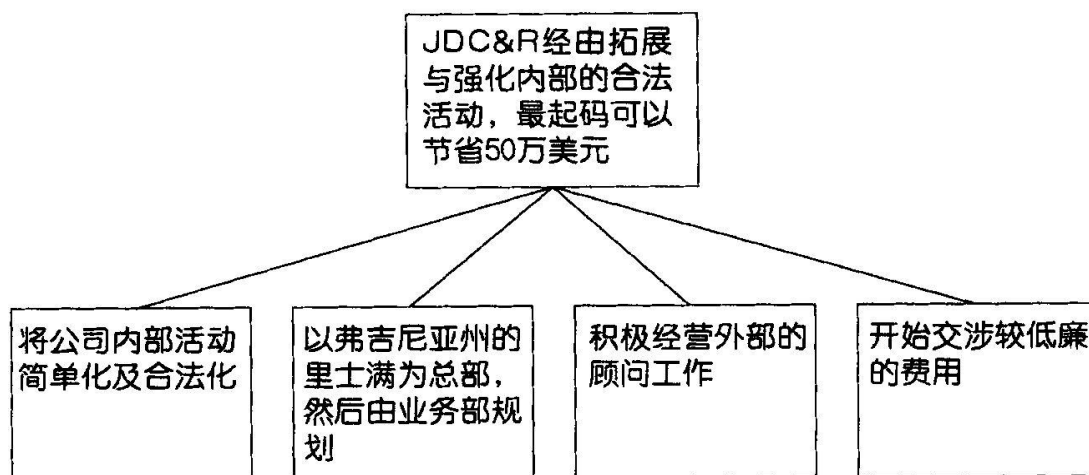 JDC&R经由拓展
与强化内部的合法
活动，最起码可以
节省50万美元
将公司内部活动
简单化及合法化
以弗吉尼亚州的
里士满为总部，
然后由业务部规
划
积极经营外部的
顾问工作
开始交涉较低廉
的费用